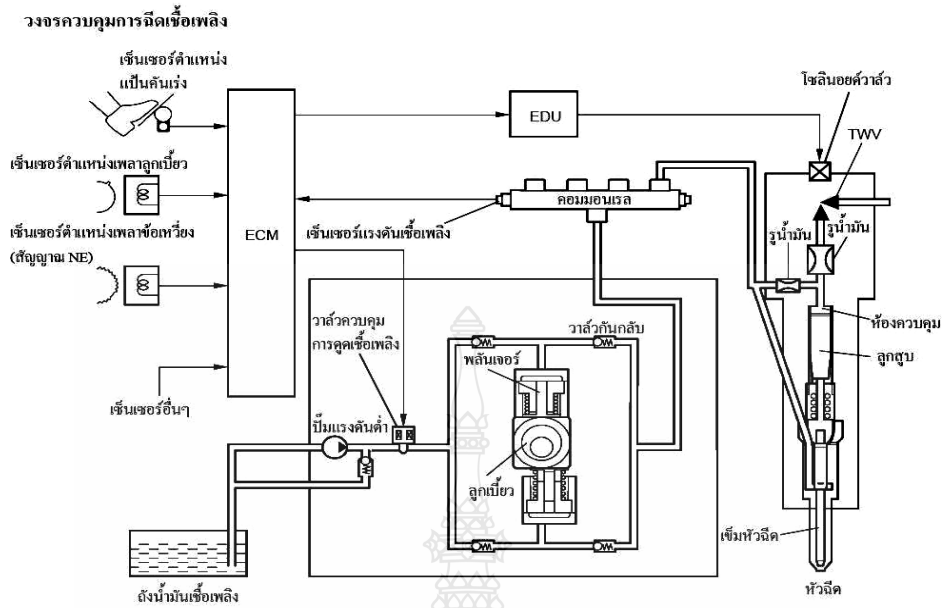 วงจรควบคุมการฉีดเชื้อเพลิง
เซ็นเซอร์ตำแหน่ง
แป้นคันเร่ง
โซลินอยด์วาล์ว
EDU
TWV
เซ็นเซอร์ตำแหน่งเพลาลูกเบี้ยว
คอมมอนเรล
เซ็นเซอร์ตำแหน่งเพลาข้อเหวี่ยง
(สัญญาณ NE)
ECM
เซ็นเซอร์แรงดันเชื้อเพลิง
รูน้ำมัน
รูน้ำมัน
ห้องควบคุม
ลูกสูบ
วาล์วควบคุม
การดูดเชื้อเพลิง
วาล์วกันกลับ
พลันเจอร์
เซ็นเซอร์อื่นๆ
ปั๊มแรงดันต่ำ
ลูกเบี้ยว
เข็มหัวฉีด
ถังน้ำมันเชื้อเพลิง
หัวฉีด